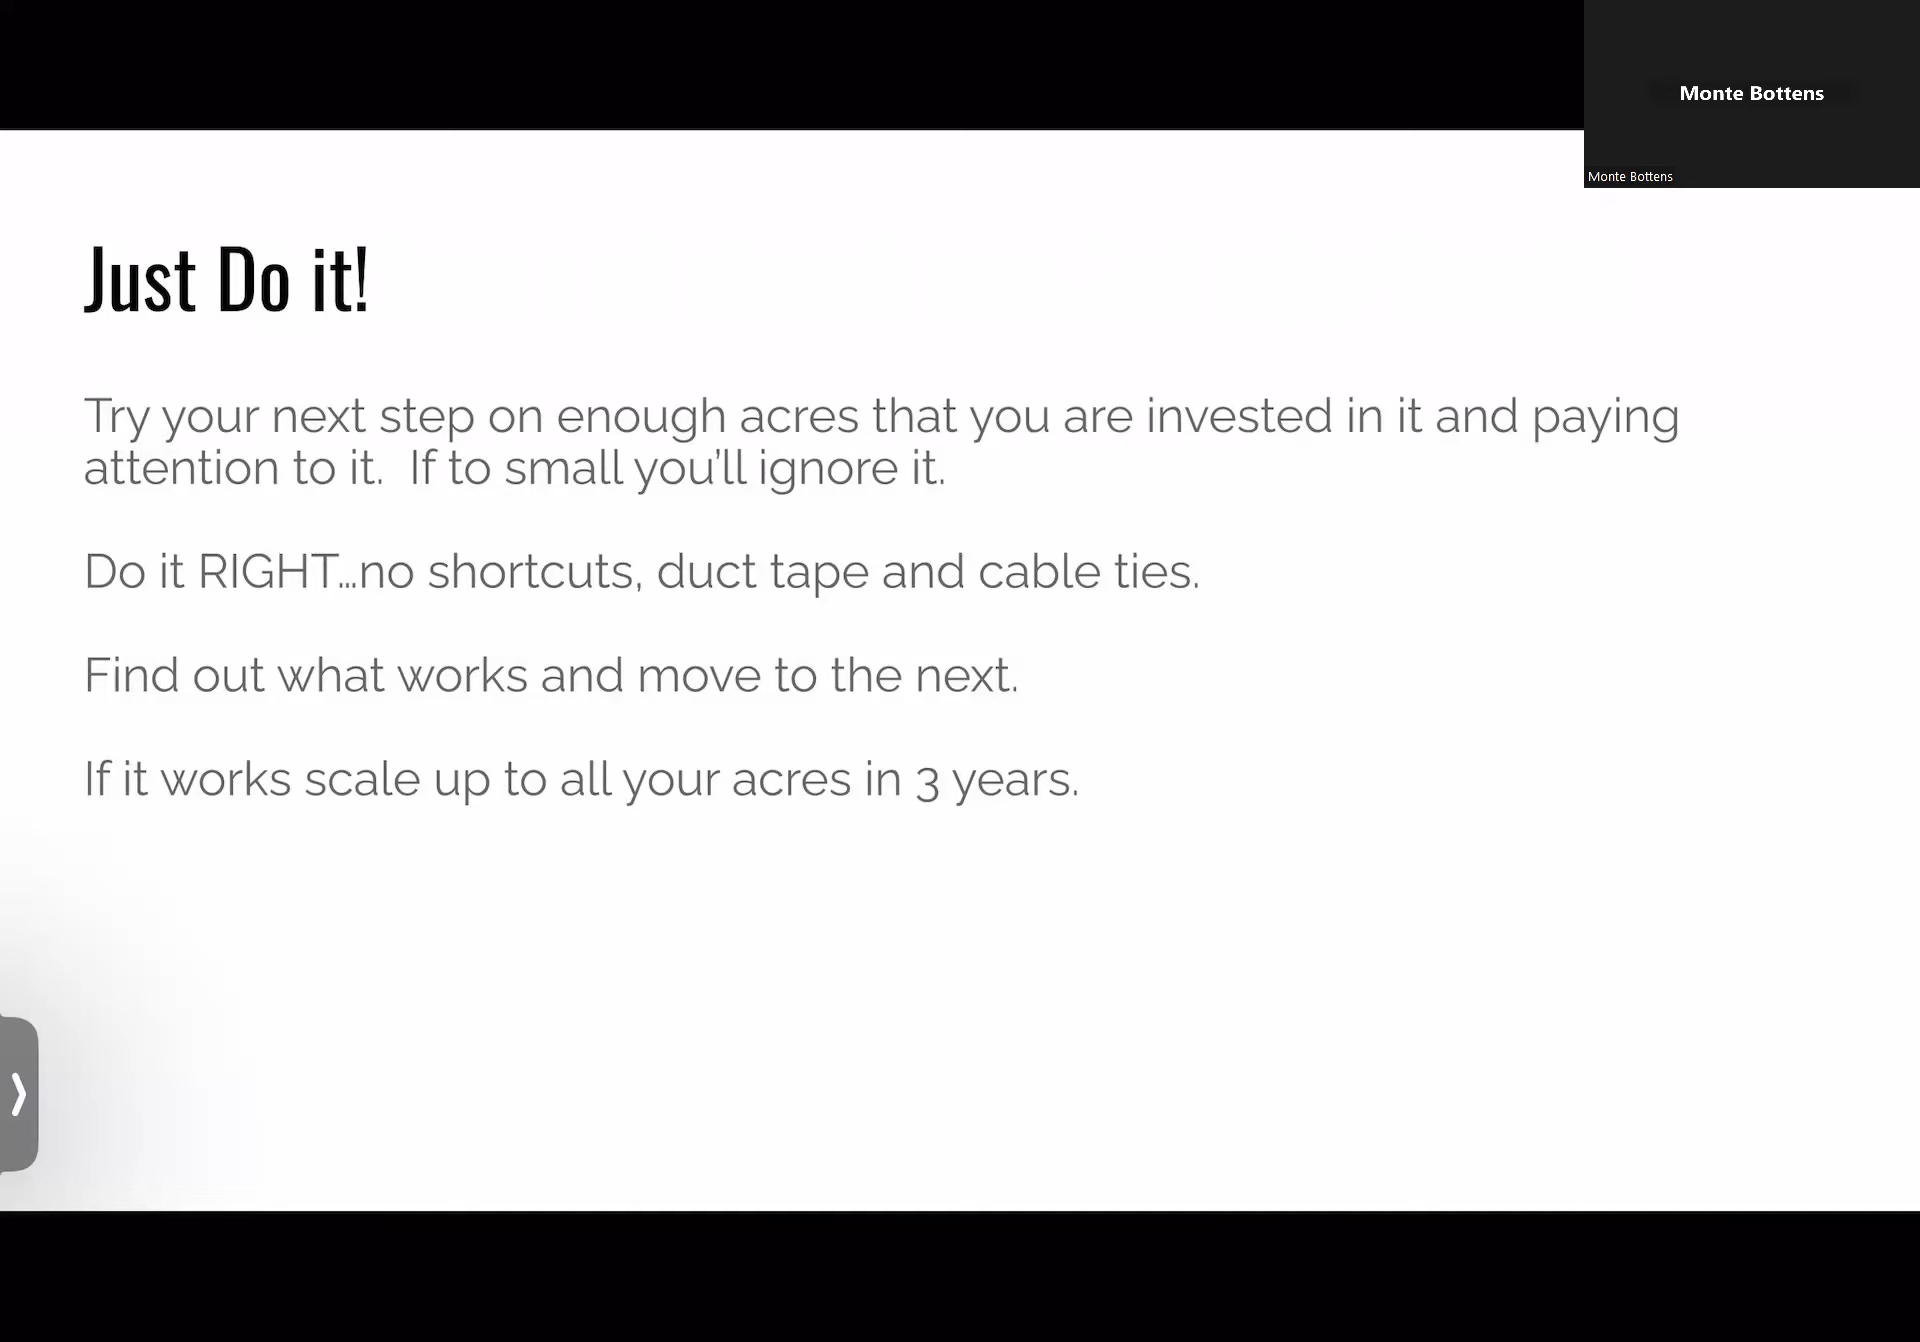 Monte Bottens
Monte Bottens
Just Do it!
Try your next step on enough acres that you are invested in it and paying
attention to it.  If to small you’ll ignore it.
Do it RIGHT...no shortcuts, duct tape and cable ties.
Find out what works and move to the next.
If it works scale up to all your acres in 3 years.